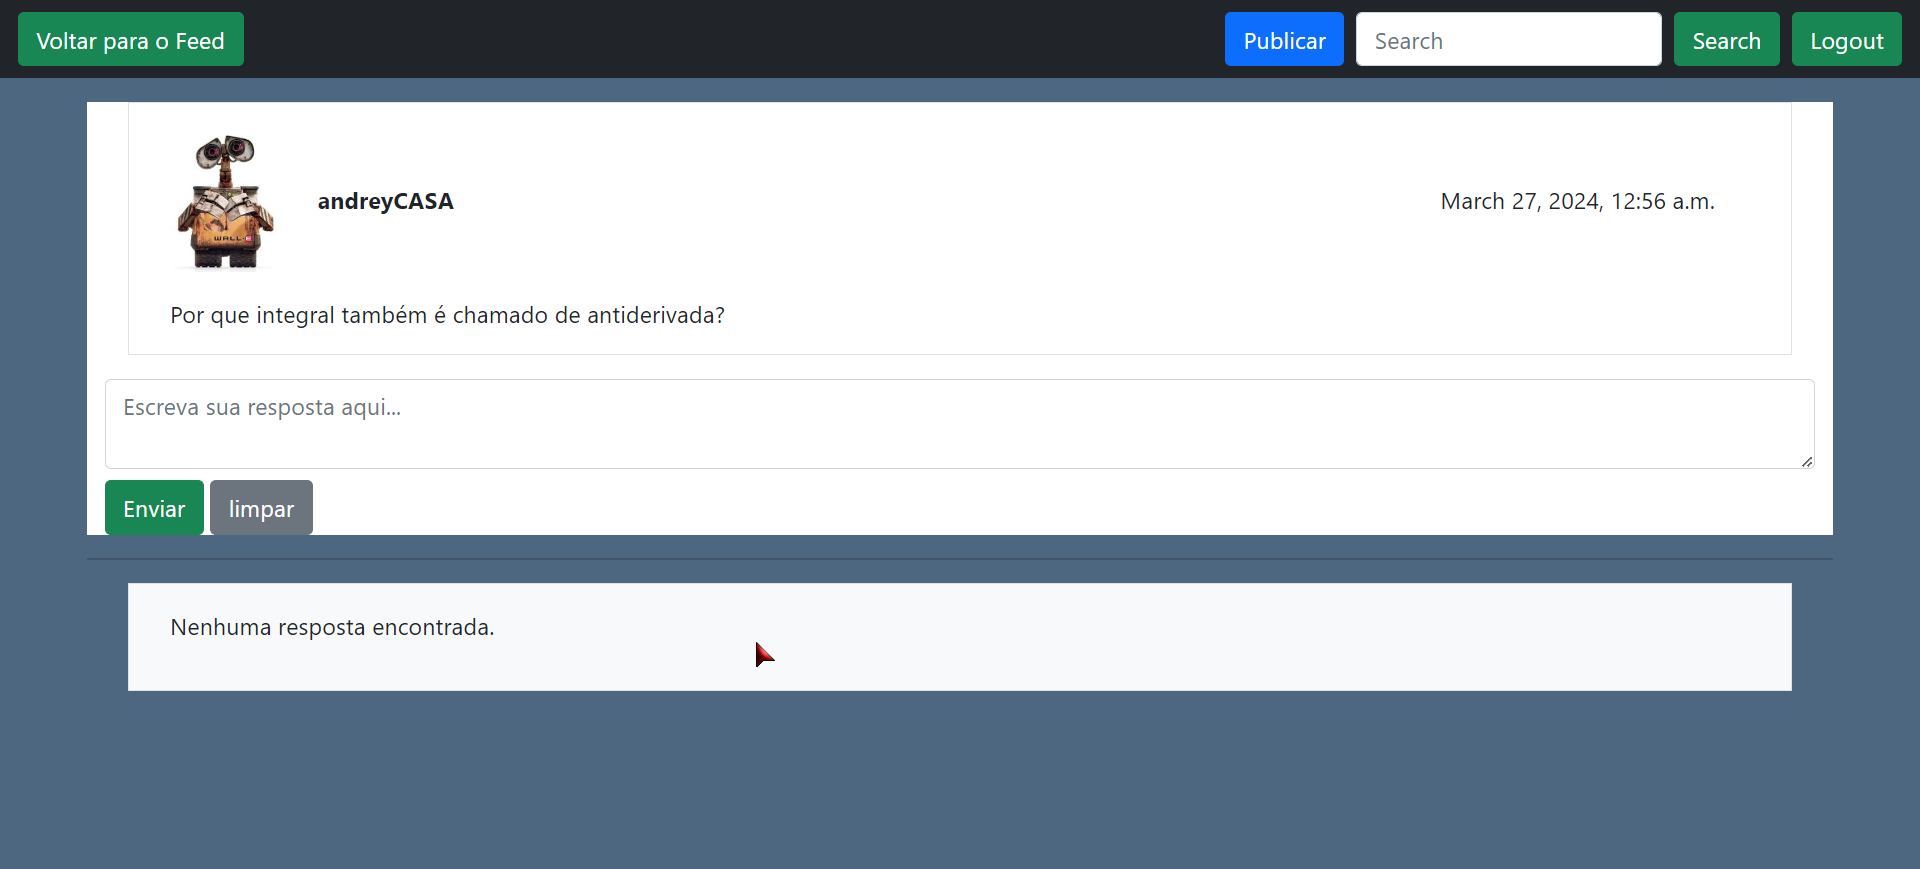 Voltar para o Feed
Publicar
Search
Search
Logout
WALL·E
andreyCASA
March 27, 2024, 12:56 a.m.
Por que integral também é chamado de antiderivada?
Escreva sua resposta aqui...
Enviar
limpar
Nenhuma resposta encontrada.